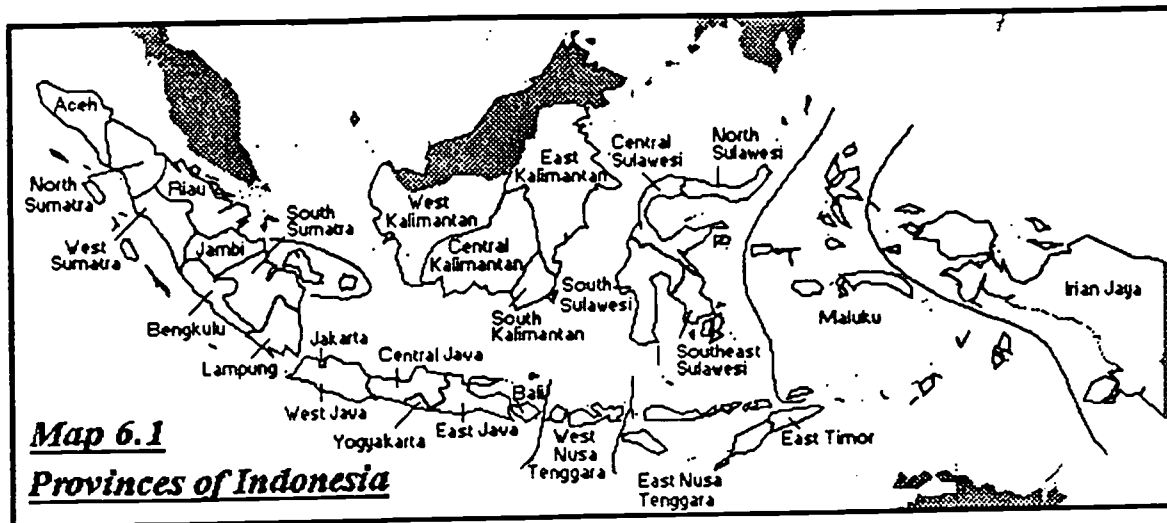 Aceh
North
Sumatra
Riau
West
Sumatra
Jambi
South
Sumatra
Bengkulu
Lampung
Jakarta
West Java
Central Java
Yogyakarta
East Java
Bali
West
Nusa
Tenggara
East Nusa
Tenggara
East Timor
West
Kalimantan
Central
Kalimantan
East
Kalimantan
South
Kalimantan
Central
Sulawesi
North
Sulawesi
South
Sulawesi
Southeast
Sulawesi
Maluku
Irian Jaya
Map 6.1
Provinces of Indonesia